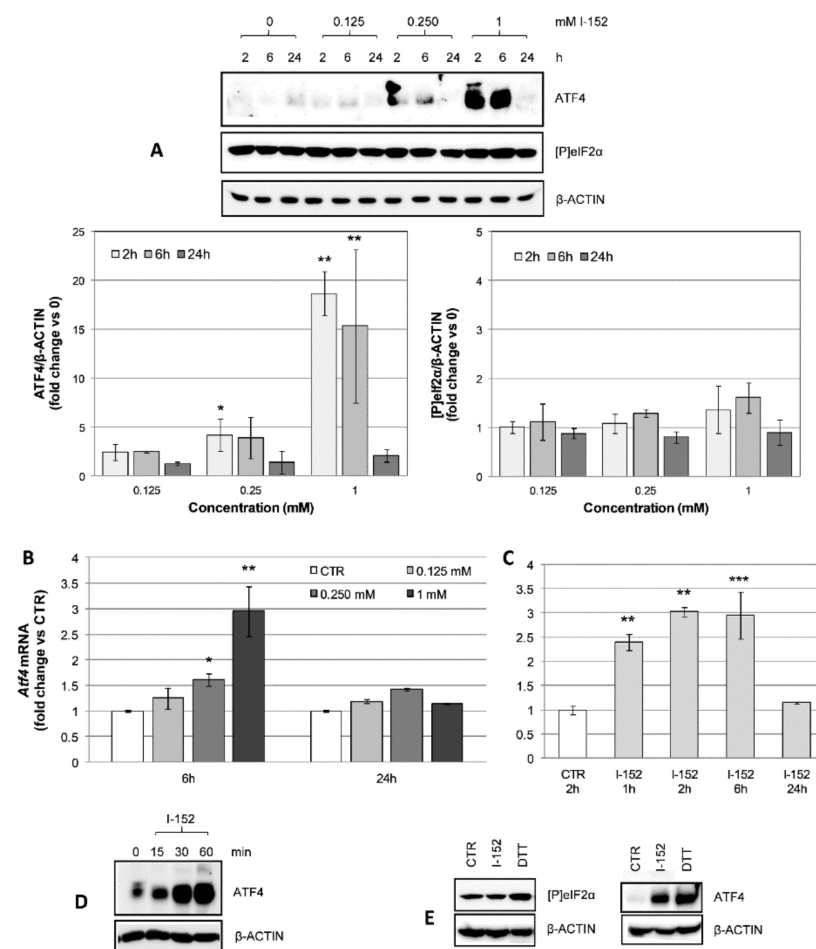 0 0.125 0.250 1 mM I-152
2 6 24 2 6 24 2 6 24 2 6 24 h
ATF4
A
[P]eIF2α
β-ACTIN
25
20
15
10
5
0
2h 6h 24h
* ** **
ATF4/β-ACTIN
(fold change vs 0)
0.125 0.25 1
Concentration (mM)
5
4
3
2
1
0
2h 6h 24h
[P]eIf2α/β-ACTIN
(fold change vs 0)
0.125 0.25 1
Concentration (mM)
B
4
3.5
3
2.5
2
1.5
1
0.5
0
CTR 0.125 mM
0.250 mM 1 mM
* **
Atf4 mRNA
(fold change vs CTR)
6h 24h
C
4
3.5
3
2.5
2
1.5
1
0.5
0
** ** ***
CTR I-152 I-152 I-152 I-152
2h 1h 2h 6h 24h
I-152
0 15 30 60 min
D
ATF4
β-ACTIN
E
CTR I-152 DTT
[P]eIF2α
β-ACTIN
CTR I-152 DTT
ATF4
β-ACTIN